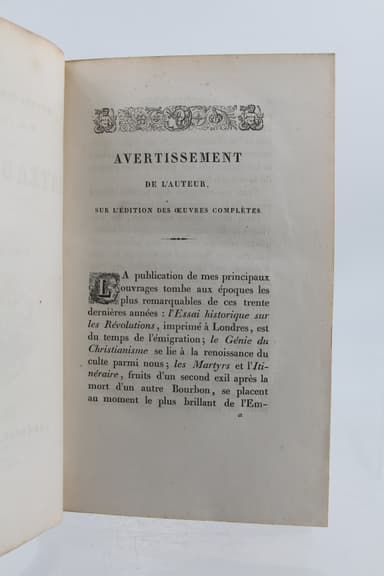 AVERTISSEMENT
DE L'AUTEUR,
SUR L'ÉDITION DES ŒUVRES COMPLÈTES.
LA publication de mes principaux
ouvrages tombe aux époques les
plus remarquables de ces trente
dernières années : l'Essai historique sur
les Révolutions, imprimé à Londres, est
du temps de l'émigration; le Génie du
Christianisme se lie à la renaissance du
culte parmi nous; les Martyrs et l'Iti-
néraire, fruits d'un second exil après la
mort d'un autre Bourbon, se placent
au moment le plus brillant de l'Em-
a